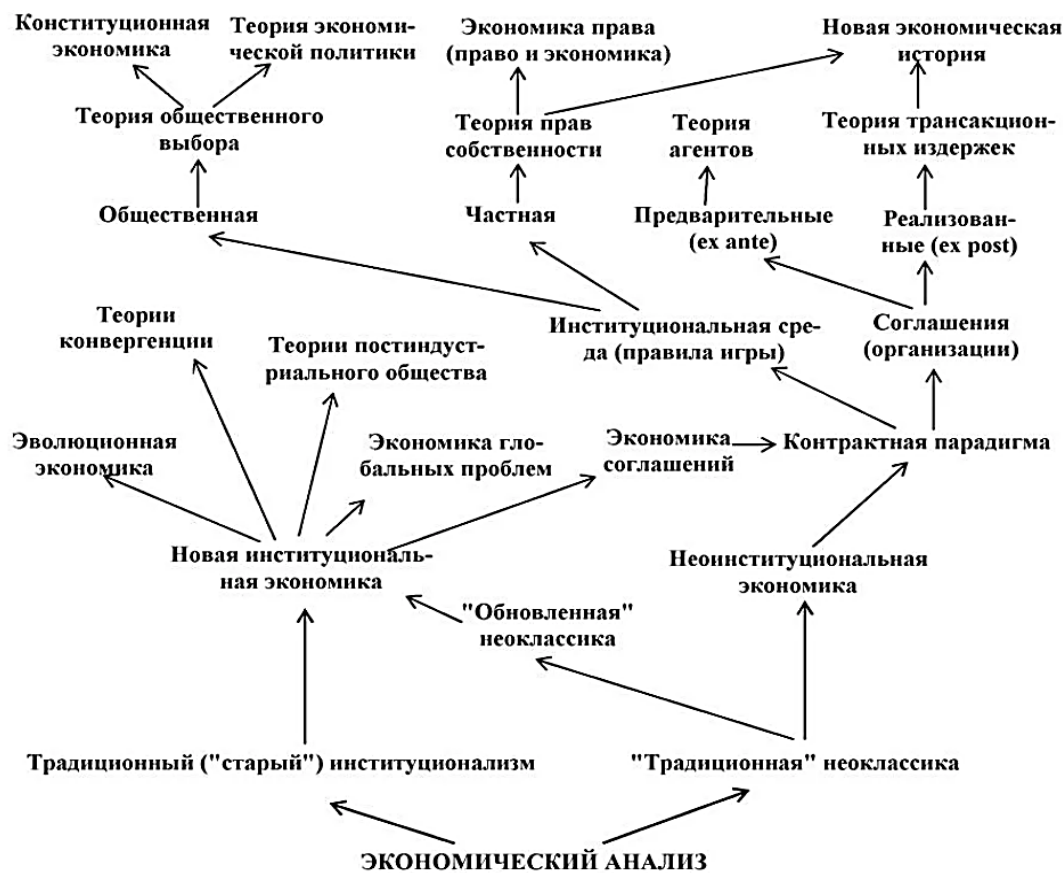 Конституционная
экономика
Теория экономи-
ческой политики
Экономика права
(право и экономика)
Новая экономическая
история
Теория общественного
выбора
Теория прав
собственности
Теория
агентов
Теория трансакцион-
ных издержек
Общественная
Частная
Предварительные
(ex ante)
Реализован-
ные (ex post)
Теории
конвергенции
Теории постиндуст-
риального общества
Институциональная сре-
да (правила игры)
Соглашения
(организации)
Эволюционная
экономика
Экономика гло-
бальных проблем
Экономика
соглашений
Контрактная парадигма
Новая институциональ-
ная экономика
Неоинституциональная
экономика
"Обновленная"
неоклассика
Традиционный ("старый") институционализм
"Традиционная" неоклассика
ЭКОНОМИЧЕСКИЙ АНАЛИЗ